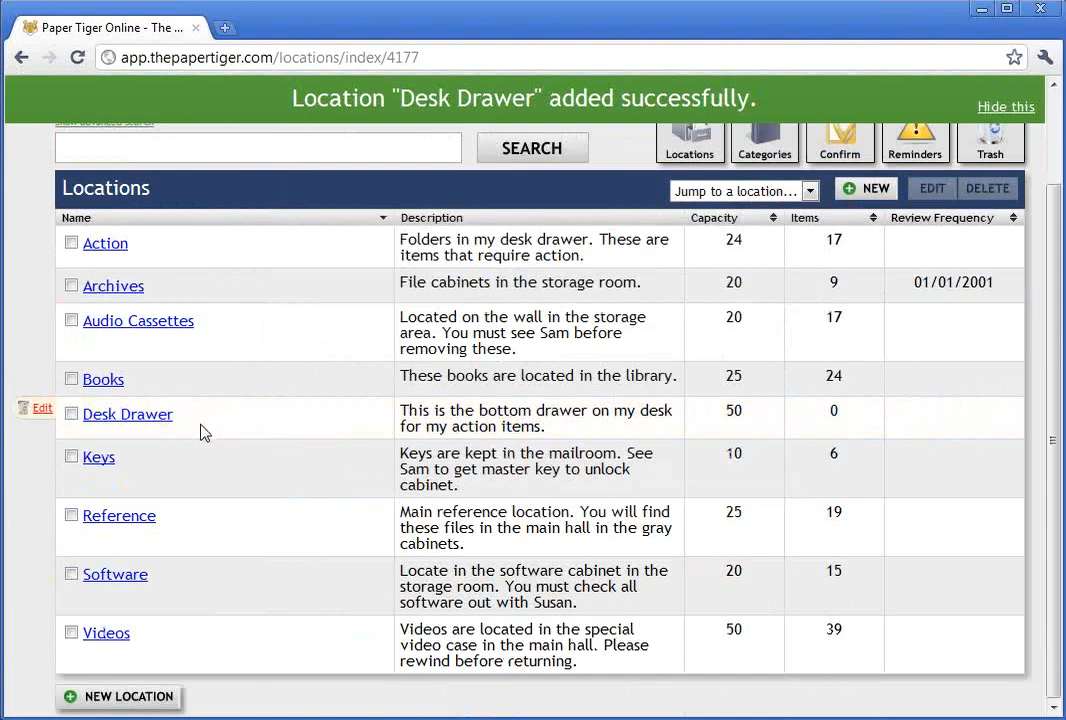 Paper Tiger Online - The ...
app.thepapertiger.com/locations/index/4177
Location "Desk Drawer" added successfully.
Hide this
Show advanced search
SEARCH
Locations
Categories
Confirm
Reminders
Trash
Locations
Jump to a location...
NEW
EDIT
DELETE
Name
Description
Capacity
Items
Review Frequency
Action
Folders in my desk drawer. These are
items that require action.
24
17
Archives
File cabinets in the storage room.
20
9
01/01/2001
Audio Cassettes
Located on the wall in the storage
area. You must see Sam before
removing these.
20
17
Books
These books are located in the library.
25
24
Edit
Desk Drawer
This is the bottom drawer on my desk
for my action items.
50
0
Keys
Keys are kept in the mailroom. See
Sam to get master key to unlock
cabinet.
10
6
Reference
Main reference location. You will find
these files in the main hall in the gray
cabinets.
25
19
Software
Locate in the software cabinet in the
storage room. You must check all
software out with Susan.
20
15
Videos
Videos are located in the special
video case in the main hall. Please
rewind before returning.
50
39
NEW LOCATION